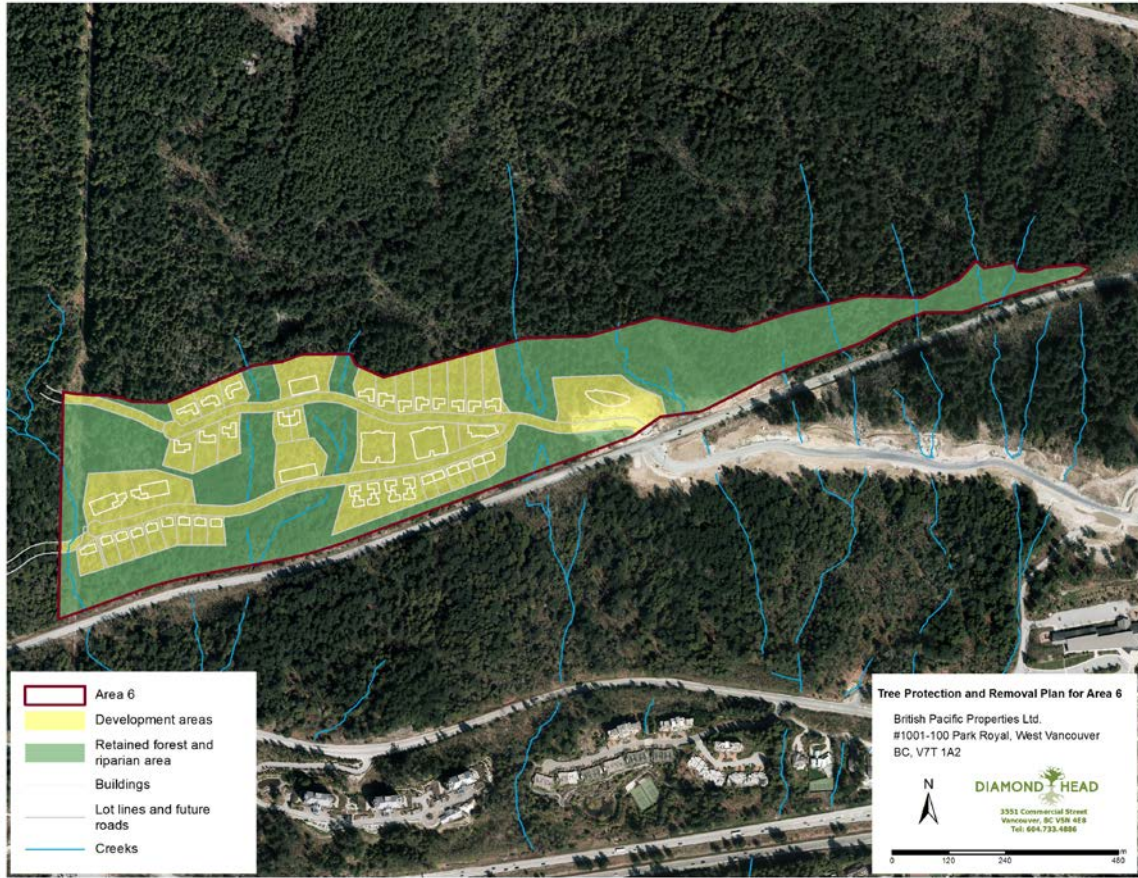 Area 6
Development areas
Retained forest and
riparian area
Buildings
Lot lines and future
roads
Creeks
Tree Protection and Removal Plan for Area 6
British Pacific Properties Ltd.
#1001-100 Park Royal, West Vancouver
BC, V7T 1A2
N
DIAMOND HEAD
3551 Commercial Street
Vancouver, BC V5N 4E8
Tel: 604.733.4886
m
0 120 240 480